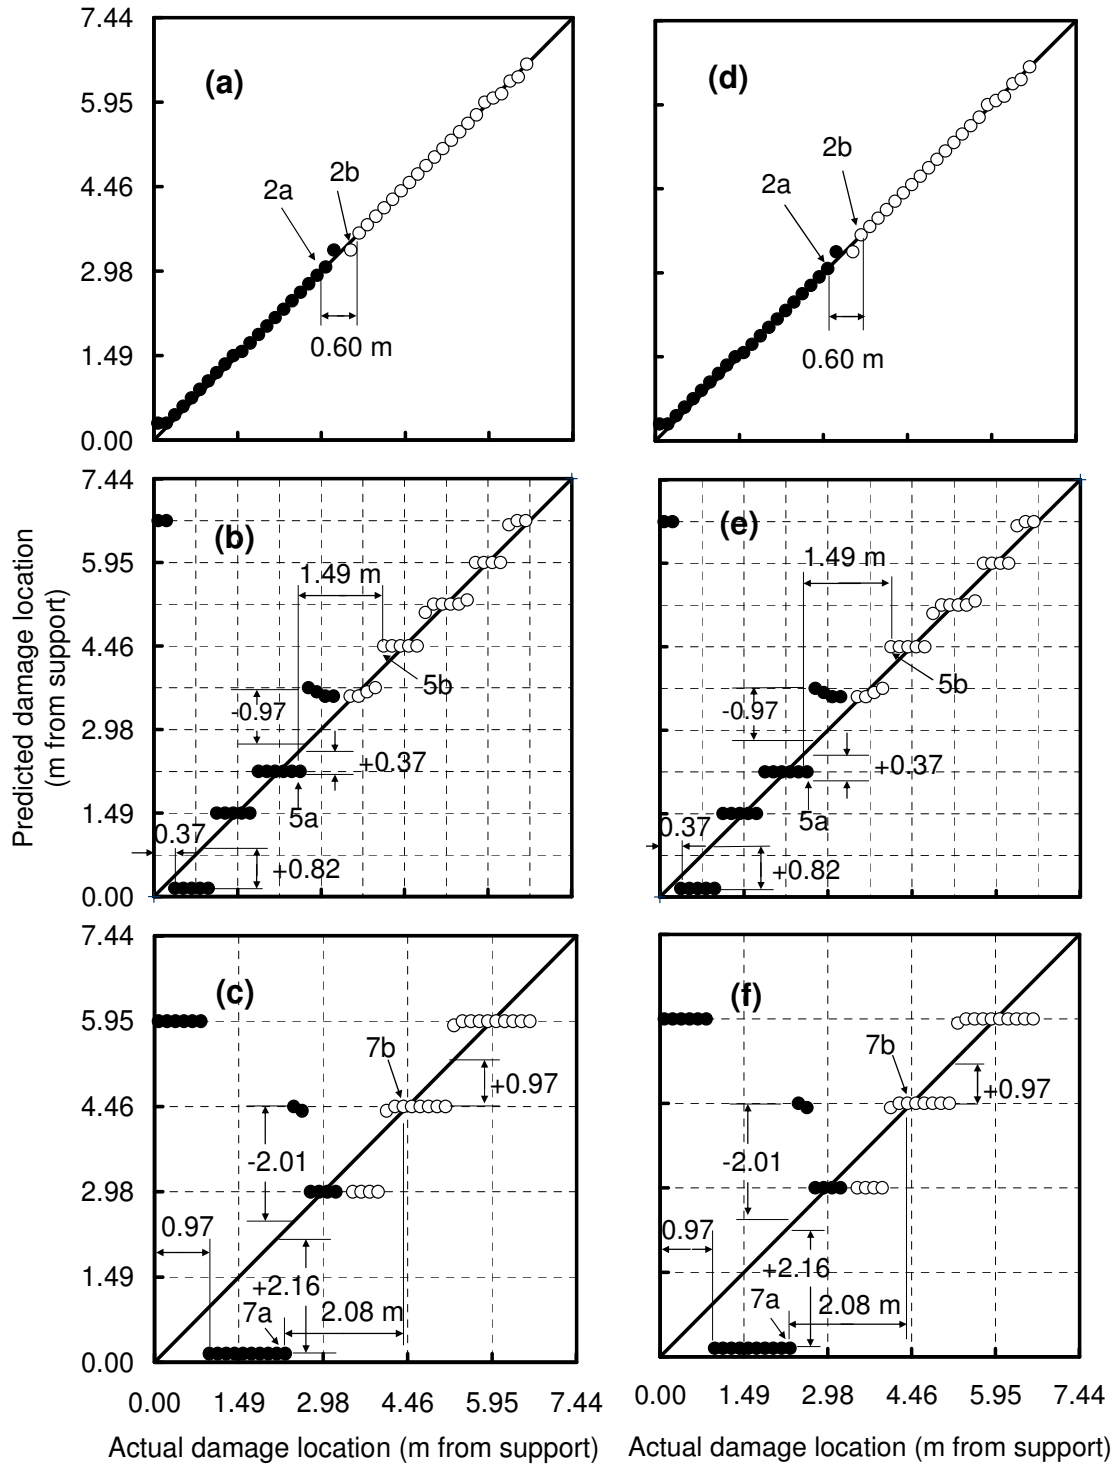 7.44
5.95
4.46
2.98
1.49
0.00
(a)
2a
2b
0.60 m
(d)
2a
2b
0.60 m
Predicted damage location
(m from support)
7.44
5.95
4.46
2.98
1.49
0.00
(b)
1.49 m
5b
-0.97
+0.37
5a
0.37
+0.82
(e)
1.49 m
5b
-0.97
+0.37
5a
0.37
+0.82
7.44
5.95
4.46
2.98
1.49
0.00
(c)
7b
+0.97
-2.01
0.97
+2.16
7a
2.08 m
(f)
7b
+0.97
-2.01
0.97
+2.16
7a
2.08 m
0.00 1.49 2.98 4.46 5.95 7.44
0.00 1.49 2.98 4.46 5.95 7.44
Actual damage location (m from support)
Actual damage location (m from support)